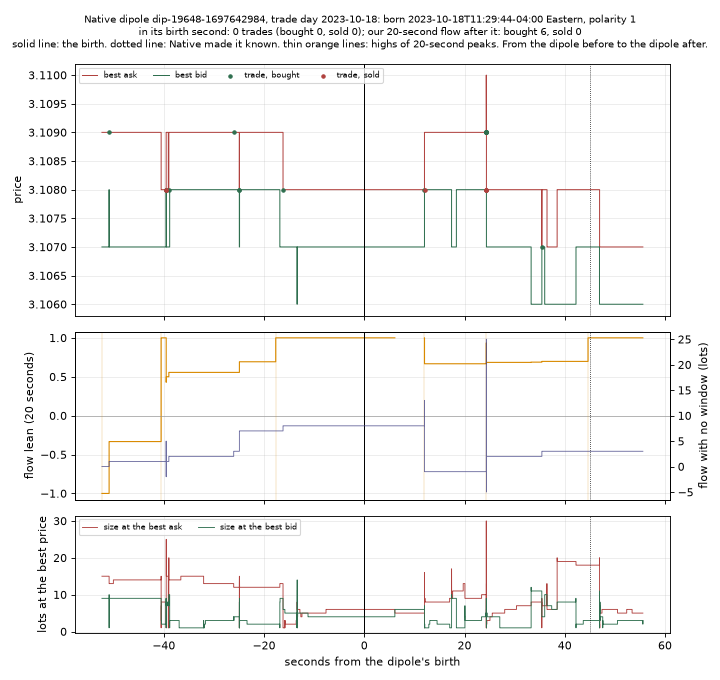 Native dipole dip-19648-1697642984, trade day 2023-10-18: born 2023-10-18T11:29:44-04:00 Eastern, polarity 1
in its birth second: 0 trades (bought 0, sold 0); our 20-second flow after it: bought 6, sold 0
solid line: the birth. dotted line: Native made it known. thin orange lines: highs of 20-second peaks. From the dipole before to the dipole after.
best ask
best bid
trade, bought
trade, sold
3.1100
3.1095
3.1090
3.1085
3.1080
3.1075
3.1070
3.1065
3.1060
price
1.0
0.5
0.0
−0.5
−1.0
flow lean (20 seconds)
25
20
15
10
5
0
−5
flow with no window (lots)
size at the best ask
size at the best bid
30
20
10
0
lots at the best price
−40
−20
0
20
40
60
seconds from the dipole's birth